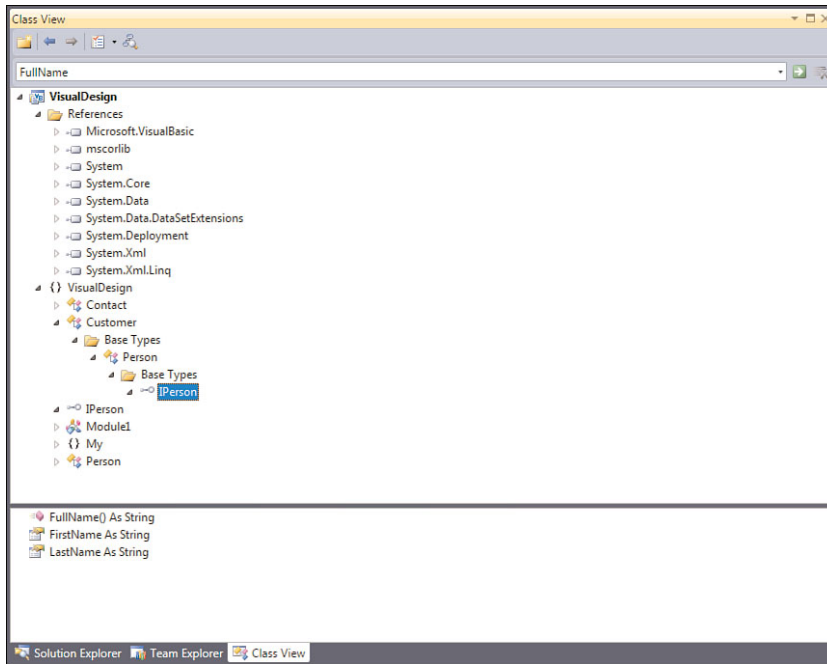 Class View
FullName
VisualDesign
References
Microsoft.VisualBasic
mscorlib
System
System.Core
System.Data
System.Data.DataSetExtensions
System.Deployment
System.Xml
System.Xml.Linq
{} VisualDesign
Contact
Customer
Base Types
Person
Base Types
IPerson
IPerson
Module1
{} My
Person
FullName() As String
FirstName As String
LastName As String
Solution Explorer Team Explorer Class View